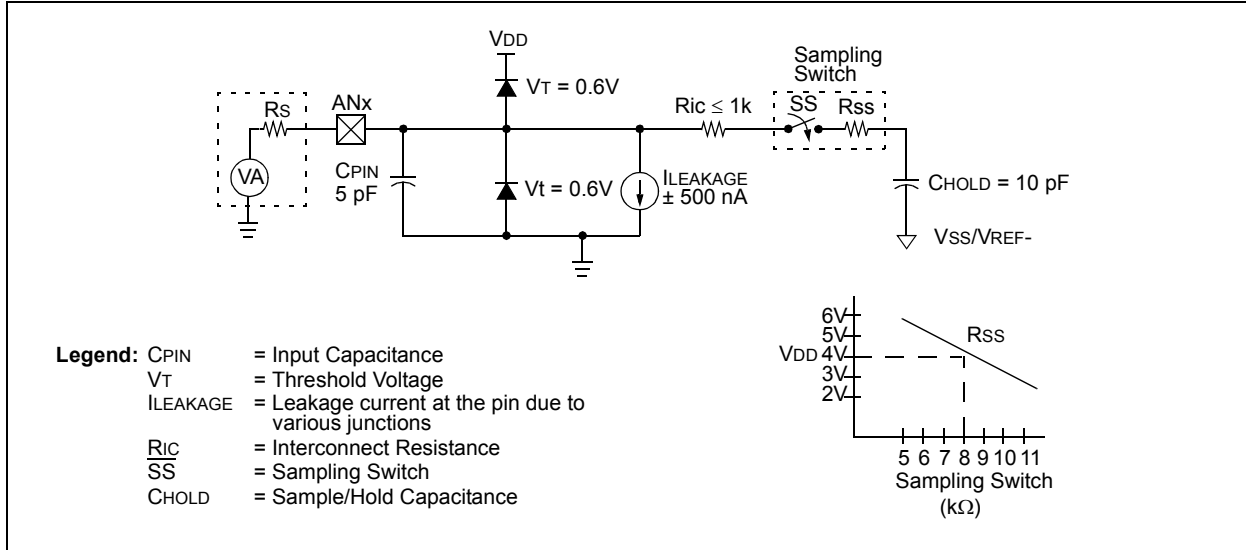 VDD
Sampling
Switch
VT = 0.6V
RS
ANx
Ric ≤ 1k
SS
Rss
VA
CPIN
5 pF
Vt = 0.6V
ILEAKAGE
± 500 nA
CHOLD = 10 pF
VSS/VREF-
6V
5V
VDD 4V
3V
2V
RSS
5 6 7 8 9 10 11
Sampling Switch
(kΩ)
Legend: CPIN = Input Capacitance
VT = Threshold Voltage
ILEAKAGE = Leakage current at the pin due to
various junctions
RIC = Interconnect Resistance
SS = Sampling Switch
CHOLD = Sample/Hold Capacitance